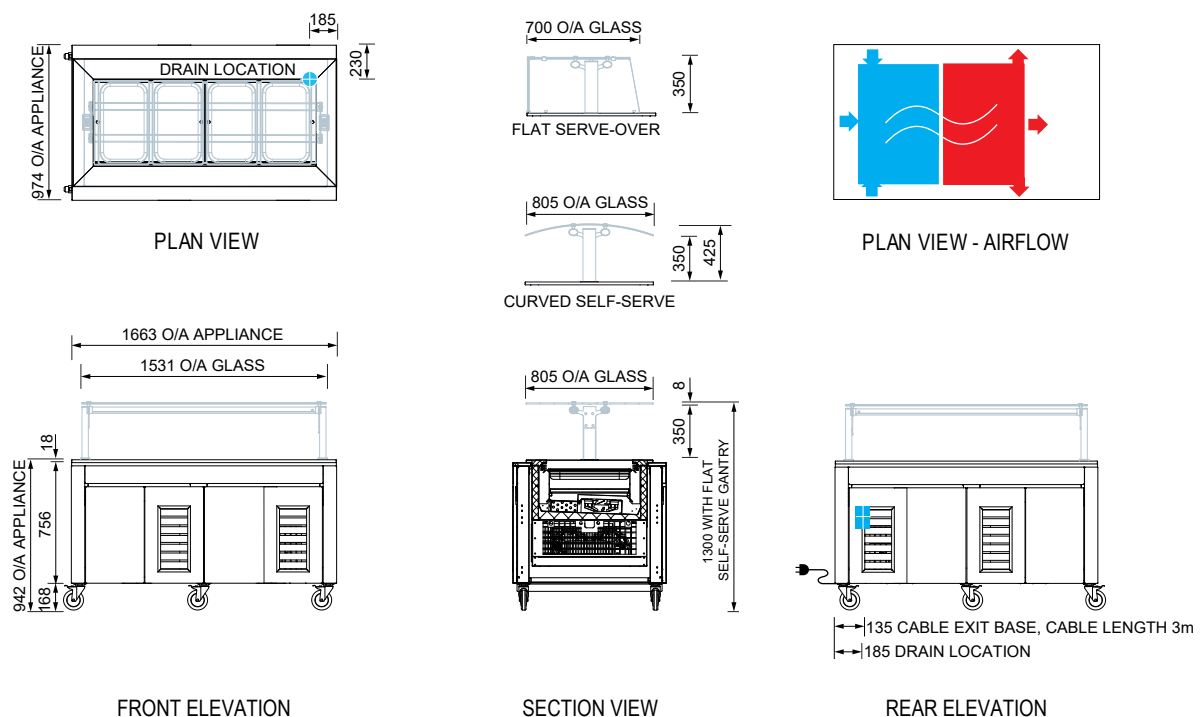 185
DRAIN LOCATION
230
974 O/A APPLIANCE
PLAN VIEW
700 O/A GLASS
350
FLAT SERVE-OVER
805 O/A GLASS
350
425
CURVED SELF-SERVE
PLAN VIEW - AIRFLOW
1663 O/A APPLIANCE
1531 O/A GLASS
18
756
942 O/A APPLIANCE
168
FRONT ELEVATION
805 O/A GLASS
8
350
1300 WITH FLAT
SELF-SERVE GANTRY
SECTION VIEW
135 CABLE EXIT BASE, CABLE LENGTH 3m
185 DRAIN LOCATION
REAR ELEVATION